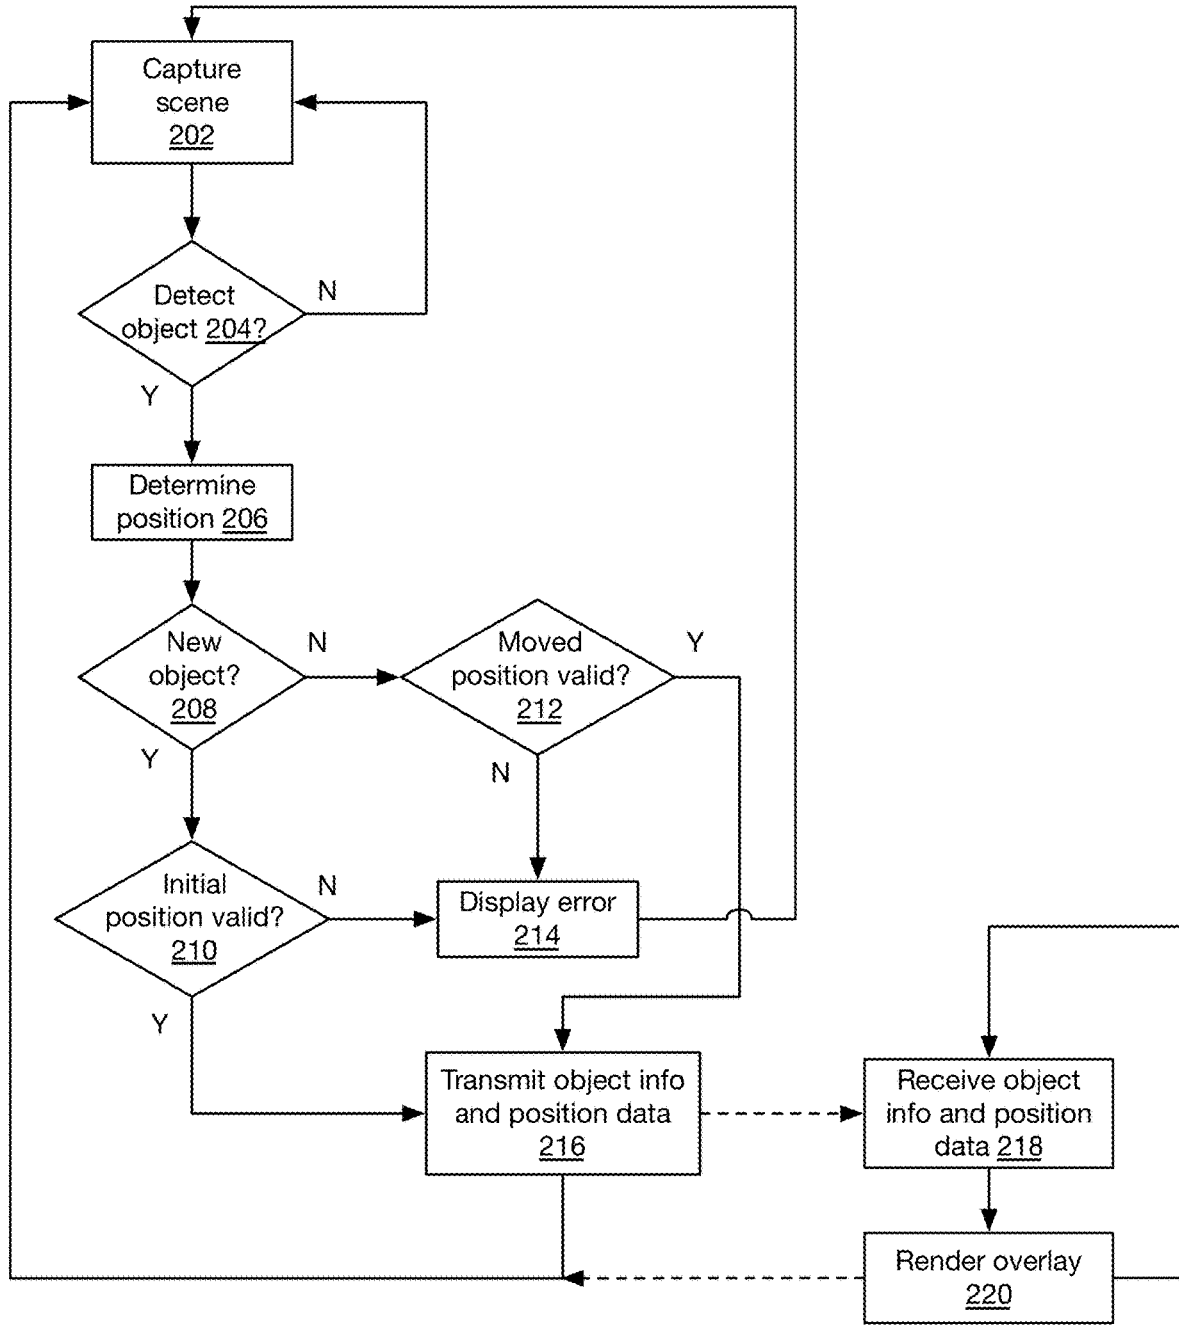 Capture
scene
202
Detect
object 204?
N
Y
Determine
position 206
New
object?
208
N
Y
Moved
position valid?
212
Y
N
Initial
position valid?
210
N
Y
Display error
214
Transmit object info
and position data
216
Receive object
info and position
data 218
Render overlay
220